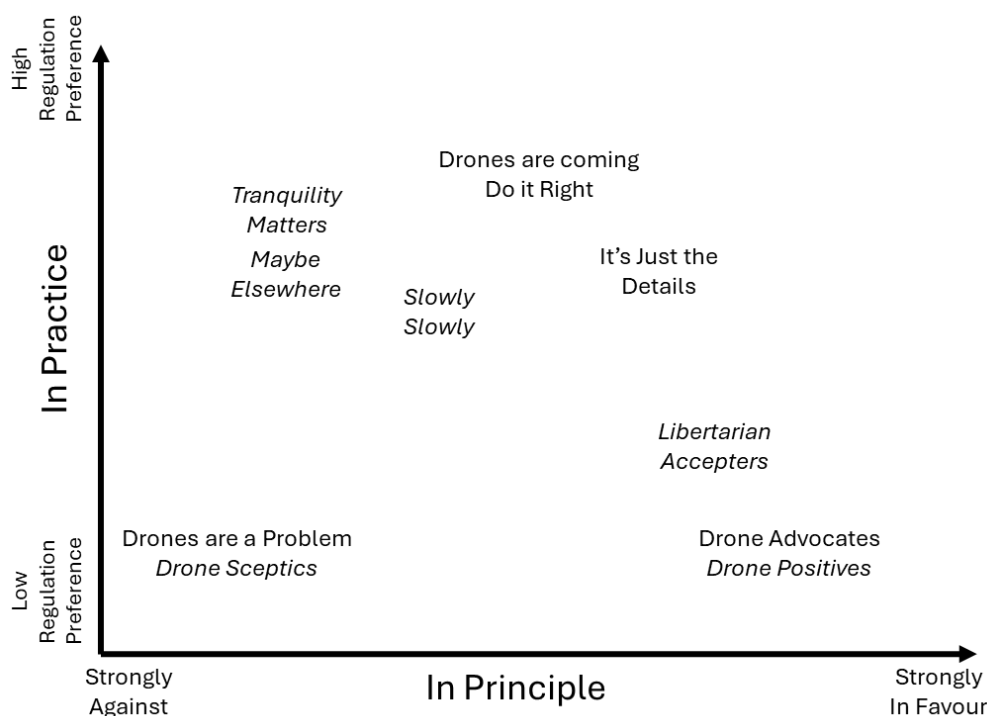 High
Regulation
Preference
Drones are coming
Do it Right
Tranquility
Matters
Maybe
Elsewhere
It's Just the
Details
Slowly
Slowly
In Practice
Libertarian
Accepters
Drones are a Problem
Drone Sceptics
Drone Advocates
Drone Positives
Low
Regulation
Preference
Strongly
Against
In Principle
Strongly
In Favour